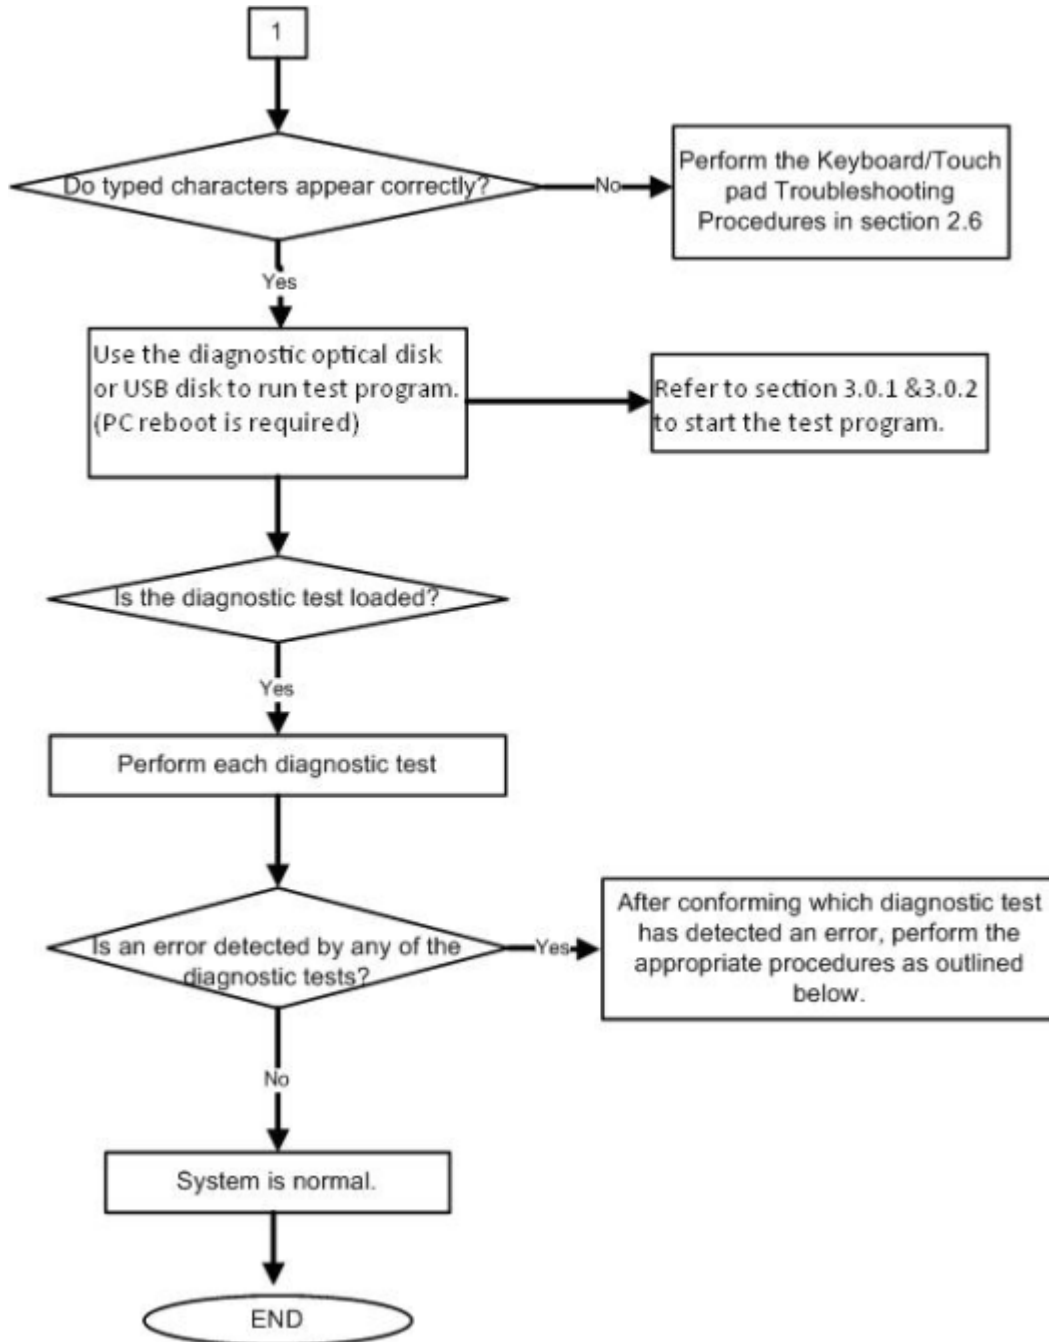 1
Do typed characters appear correctly?
No
Perform the Keyboard/Touch
pad Troubleshooting
Procedures in section 2.6
Yes
Use the diagnostic optical disk
or USB disk to run test program.
(PC reboot is required)
Refer to section 3.0.1 &3.0.2
to start the test program.
Is the diagnostic test loaded?
Yes
Perform each diagnostic test
Is an error detected by any of the
diagnostic tests?
Yes
After conforming which diagnostic test
has detected an error, perform the
appropriate procedures as outlined
below.
No
System is normal.
END